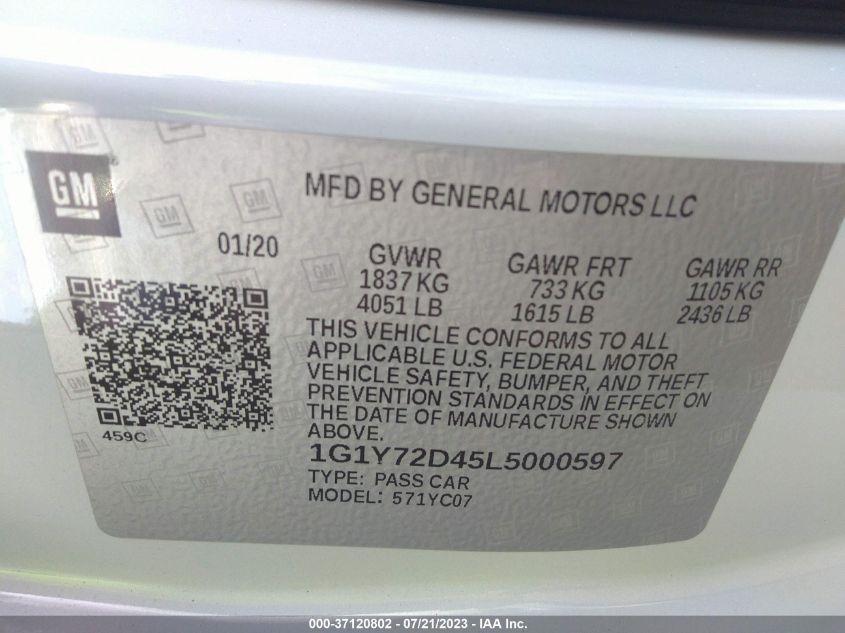 GM
MFD BY GENERAL MOTORS LLC
01/20
GVWR GAWR FRT GAWR RR
1837 KG 733 KG 1105 KG
4051 LB 1615 LB 2436 LB
THIS VEHICLE CONFORMS TO ALL
APPLICABLE U.S. FEDERAL MOTOR
VEHICLE SAFETY, BUMPER, AND THEFT
PREVENTION STANDARDS IN EFFECT ON
THE DATE OF MANUFACTURE SHOWN
ABOVE.
459C
1G1Y72D45L5000597
TYPE: PASS CAR
MODEL: 571YC07
000-37120802 - 07/21/2023 - IAA Inc.